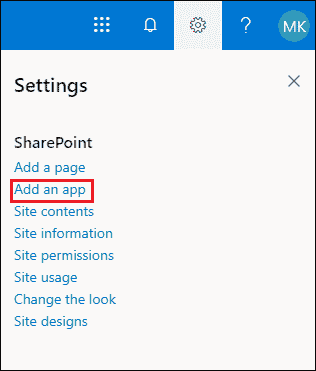 MK
Settings
SharePoint
Add a page
Add an app
Site contents
Site information
Site permissions
Site usage
Change the look
Site designs